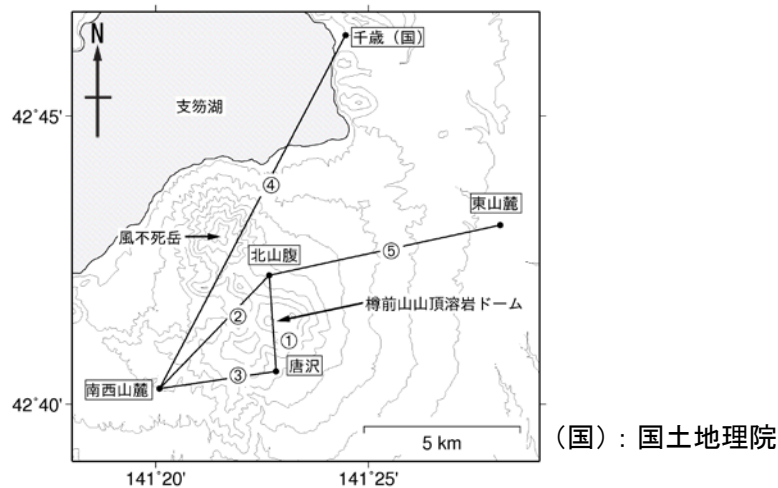 N
千歳（国）
42°45'
支笏湖
④
東山麓
風不死岳
北山腹
⑤
②
樽前山山頂溶岩ドーム
①
唐沢
③
南西山麓
42°40'
5 km
（国）：国土地理院
141°20'
141°25'